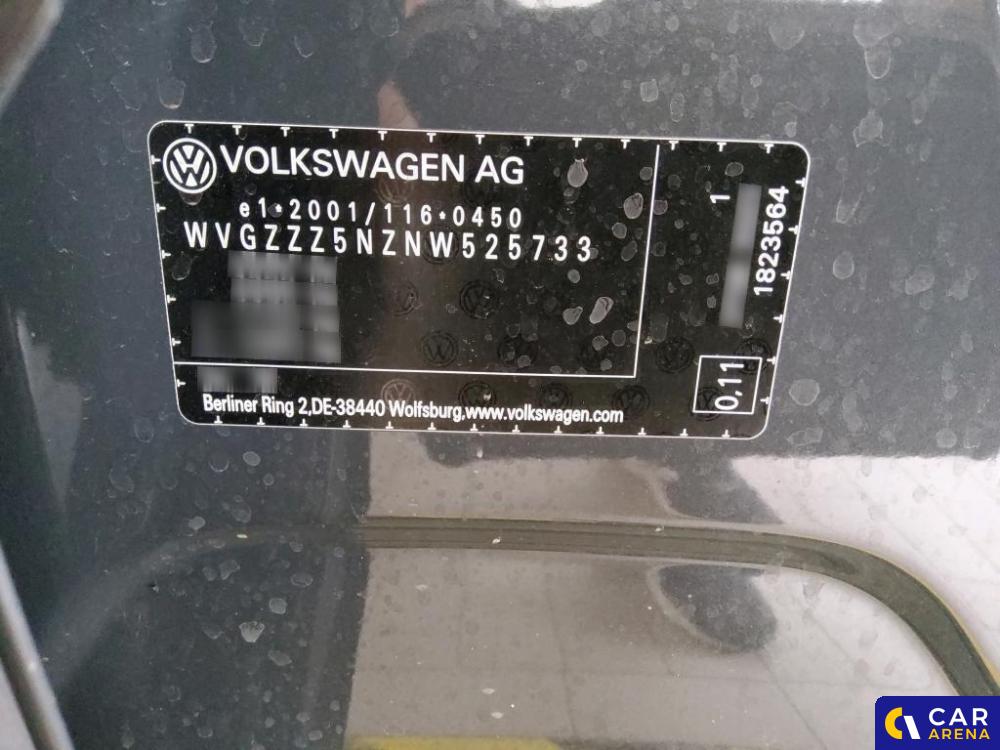 VOLKSWAGEN AG
e1*2001/116*0450
WVGZZZ5NZNW525733
Berliner Ring 2,DE-38440 Wolfsburg,www.volkswagen.com
1
1823564
0,11
CAR
ARENA